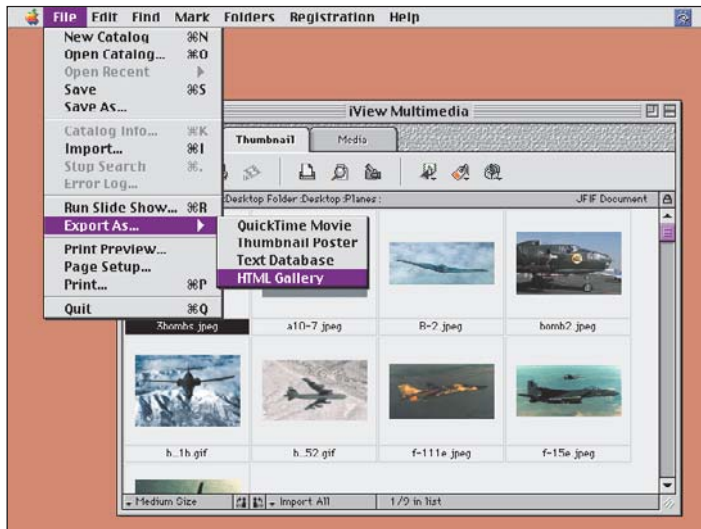 File Edit Find Mark Folders Registration Help
New Catalog ⌘N
Open Catalog... ⌘O
Open Recent
Save ⌘S
Save As...
Catalog Info... ⌘K
Import... ⌘I
Stop Search ⌘.
Error Log...
Run Slide Show... ⌘R
Export As...
Print Preview...
Page Setup...
Print... ⌘P
Quit ⌘Q
QuickTime Movie
Thumbnail Poster
Text Database
HTML Gallery
iView Multimedia
Thumbnail Media
:Desktop Folder:Desktop:Planes: JFIF Document
3bombs.jpeg a10-7.jpeg B-2.jpeg bomb2.jpeg
b_1b.gif b_52.gif f-111e.jpeg f-15e.jpeg
Medium Size Import All 1/9 in list